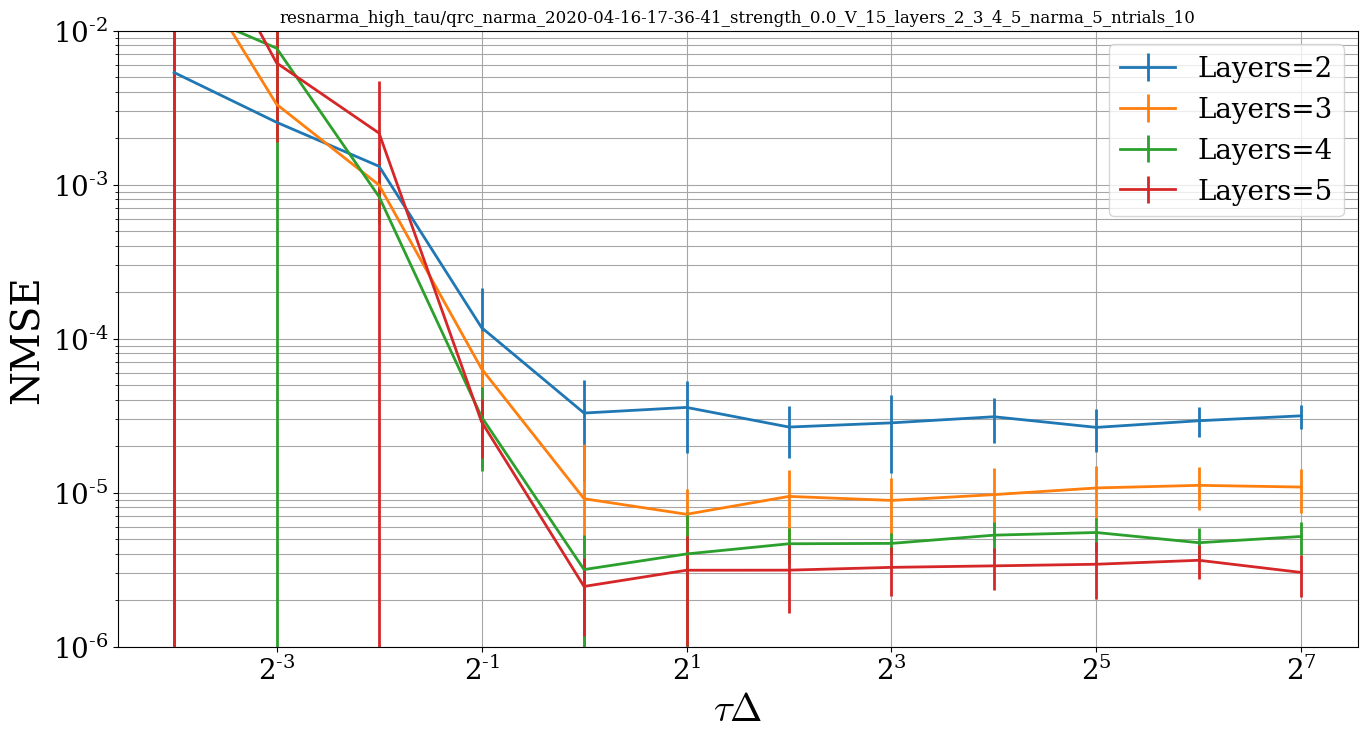 resnarma_high_tau/qrc_narma_2020-04-16-17-36-41_strength_0.0_V_15_layers_2_3_4_5_narma_5_ntrials_10
10^-2
10^-3
10^-4
10^-5
10^-6
NMSE
Layers=2
Layers=3
Layers=4
Layers=5
2^-3 2^-1 2^1 2^3 2^5 2^7
τΔ